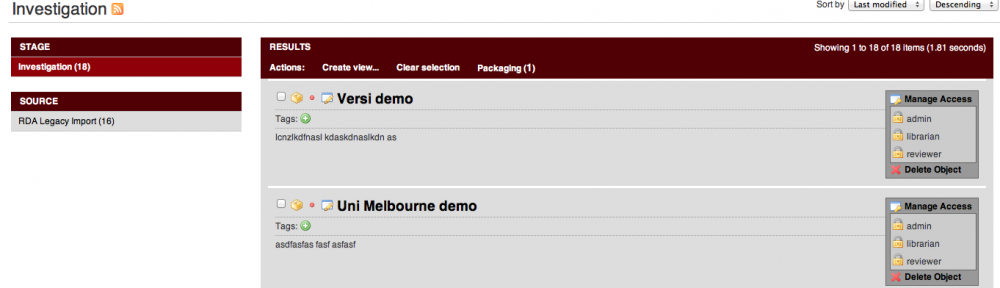 Investigation
Sort by Last modified Descending
STAGE
Investigation (18)
SOURCE
RDA Legacy Import (16)
RESULTS
Showing 1 to 18 of 18 items (1.81 seconds)
Actions: Create view... Clear selection Packaging (1)
Versi demo
Tags:
lcnzlkdfnasl kdaskdnaslkdn as
Manage Access
admin
librarian
reviewer
Delete Object
Uni Melbourne demo
Tags:
asdfasfas fasf asfasf
Manage Access
admin
librarian
reviewer
Delete Object